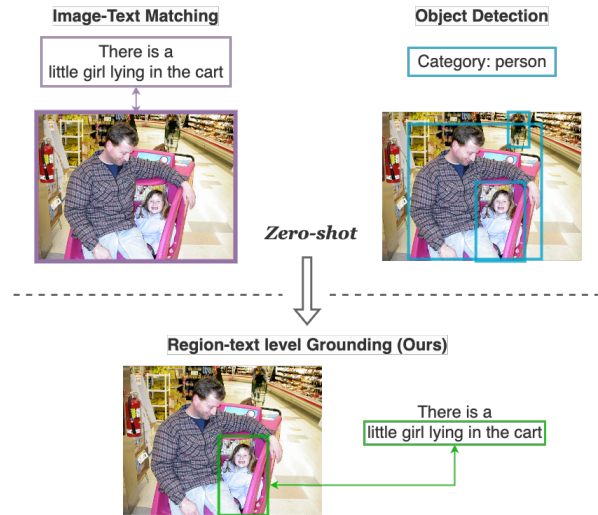 Image-Text Matching
There is a
little girl lying in the cart
Object Detection
Category: person
Zero-shot
Region-text level Grounding (Ours)
There is a
little girl lying in the cart